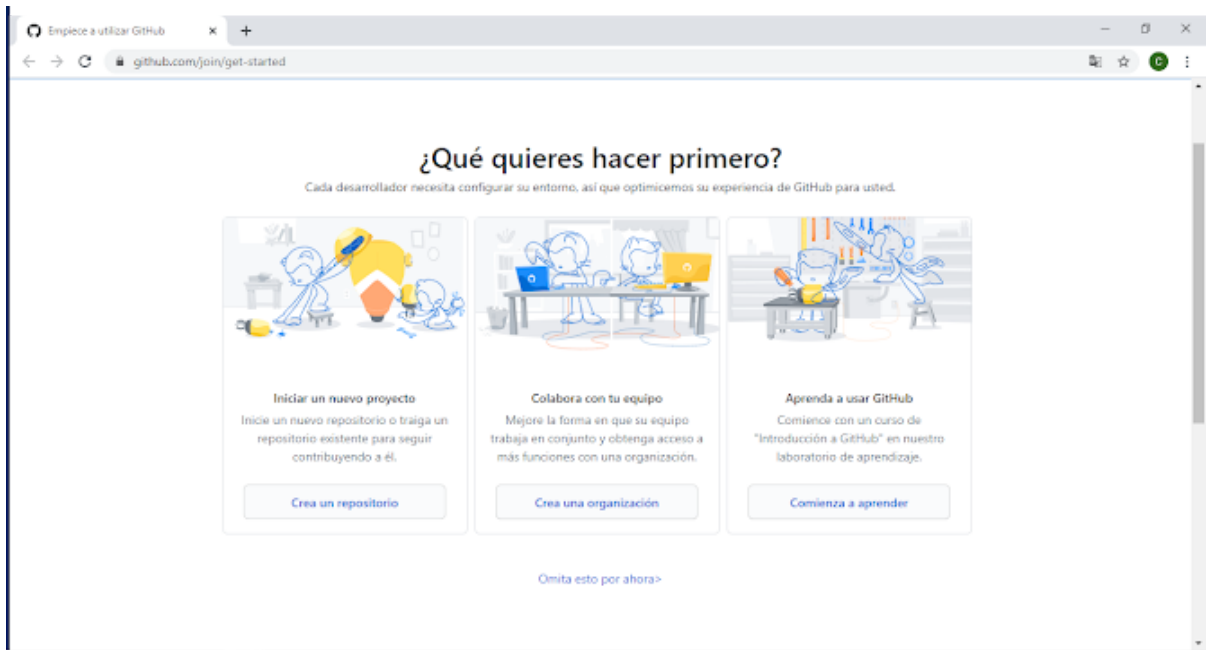 Empiece a utilizar GitHub
github.com/join/get-started
C
¿Qué quieres hacer primero?
Cada desarrollador necesita configurar su entorno, así que optimicemos su experiencia de GitHub para usted.
Iniciar un nuevo proyecto
Inicie un nuevo repositorio o traiga un
repositorio existente para seguir
contribuyendo a él.
Crea un repositorio
Colabora con tu equipo
Mejore la forma en que su equipo
trabaja en conjunto y obtenga acceso a
más funciones con una organización.
Crea una organización
Aprenda a usar GitHub
Comience con un curso de
"Introducción a GitHub" en nuestro
laboratorio de aprendizaje.
Comienza a aprender
Omita esto por ahora>